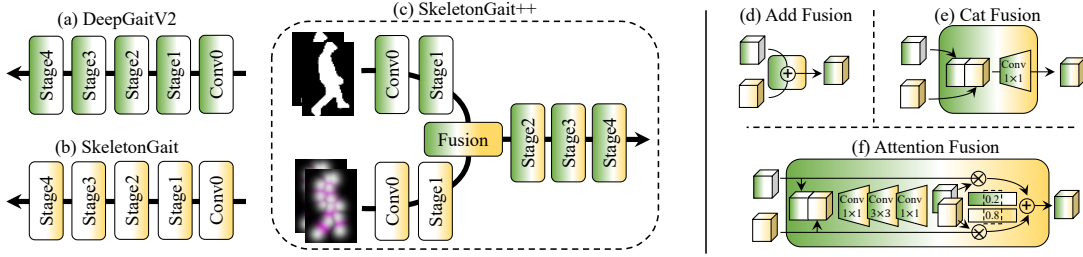 (a) DeepGaitV2
Stage4
Stage3
Stage2
Stage1
Conv0
(b) SkeletonGait
Stage4
Stage3
Stage2
Stage1
Conv0
(c) SkeletonGait++
Conv0
Stage1
Fusion
Stage2
Stage3
Stage4
Conv0
Stage1
(d) Add Fusion
+
(e) Cat Fusion
Conv
1×1
(f) Attention Fusion
Conv
1×1
Conv
3×3
Conv
1×1
×
0.2
0.8
+
×